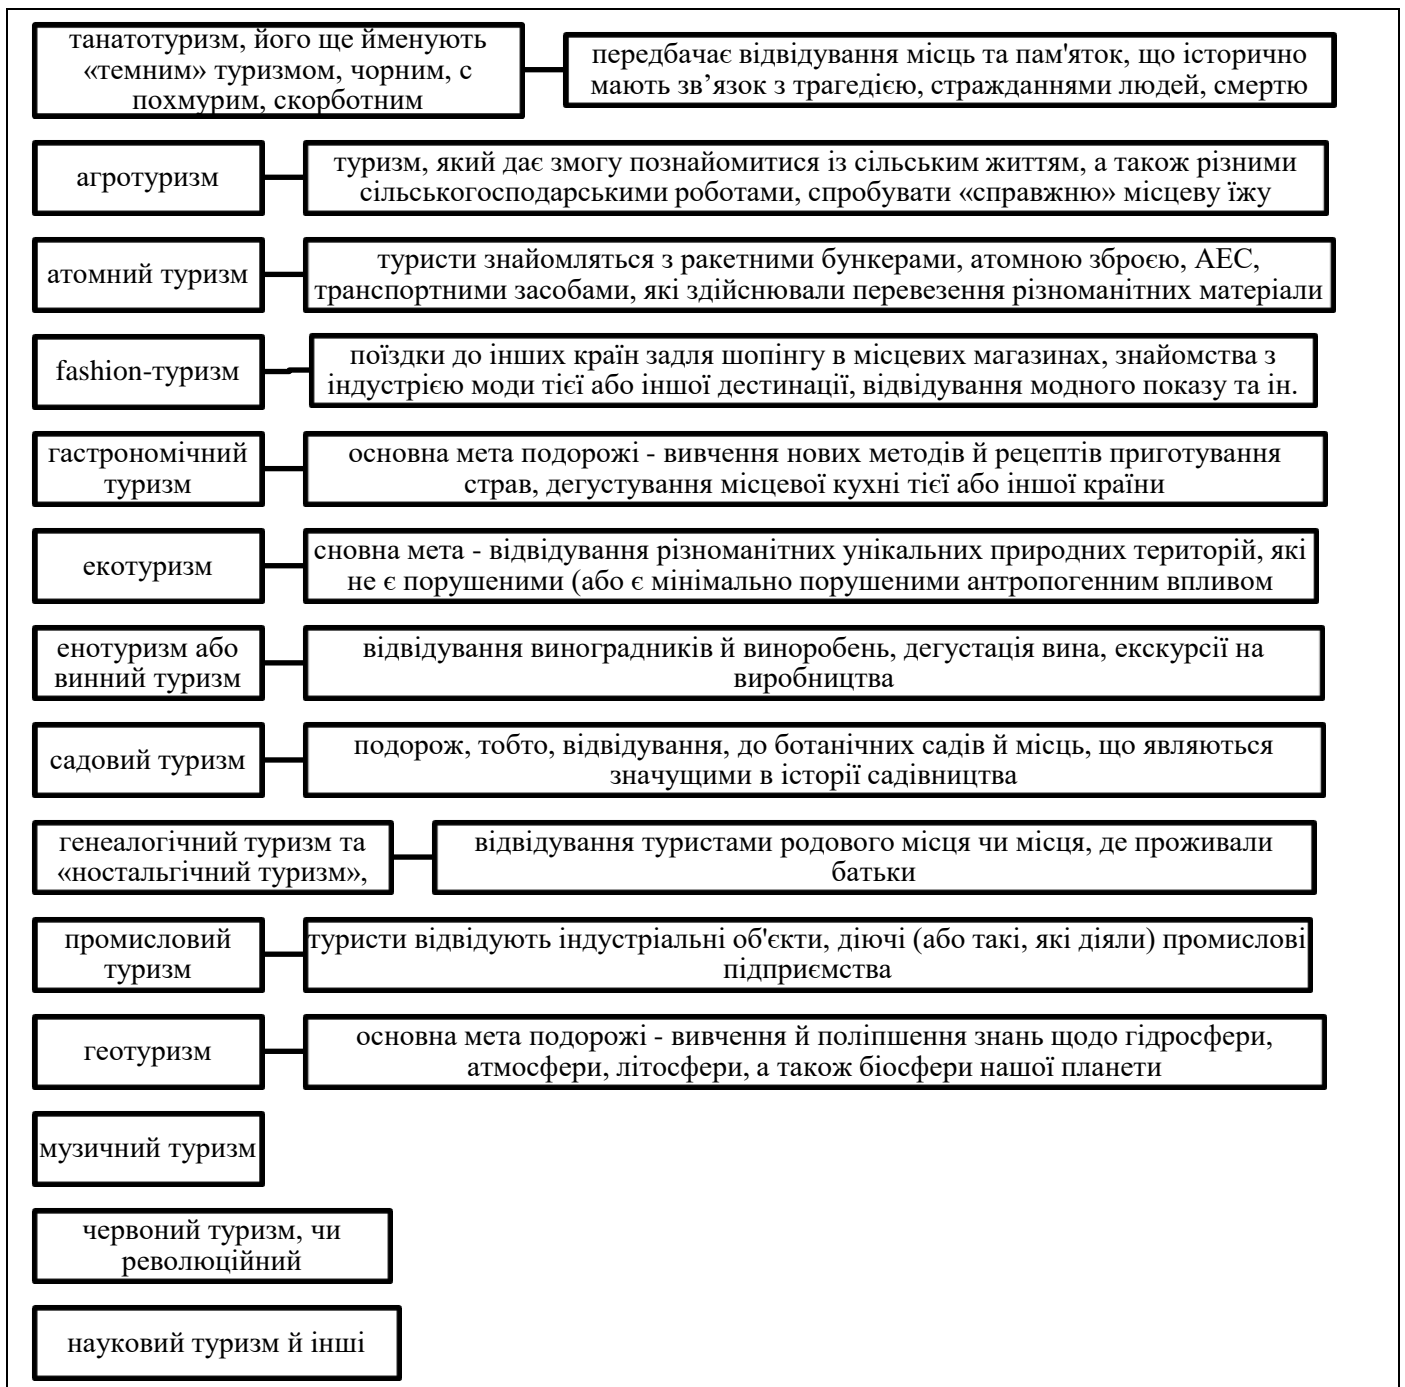 танатотуризм, його ще йменують
«темним» туризмом, чорним, с
похмурим, скорботним
передбачає відвідування місць та пам'яток, що історично
мають зв’язок з трагедією, стражданнями людей, смертю
агротуризм
туризм, який дає змогу познайомитися із сільським життям, а також різними
сільськогосподарськими роботами, спробувати «справжню» місцеву їжу
атомний туризм
туристи знайомляться з ракетними бункерами, атомною зброєю, АЕС,
транспортними засобами, які здійснювали перевезення різноманітних матеріали
fashion-туризм
поїздки до інших країн задля шопінгу в місцевих магазинах, знайомства з
індустрією моди тієї або іншої дестинації, відвідування модного показу та ін.
гастрономічний
туризм
основна мета подорожі - вивчення нових методів й рецептів приготування
страв, дегустування місцевої кухні тієї або іншої країни
екотуризм
сновна мета - відвідування різноманітних унікальних природних територій, які
не є порушеними (або є мінімально порушеними антропогенним впливом
енотуризм або
винний туризм
відвідування виноградників й виноробень, дегустація вина, екскурсії на
виробництва
садовий туризм
подорож, тобто, відвідування, до ботанічних садів й місць, що являються
значущими в історії садівництва
генеалогічний туризм та
«ностальгічний туризм»,
відвідування туристами родового місця чи місця, де проживали
батьки
промисловий
туризм
туристи відвідують індустріальні об'єкти, діючі (або такі, які діяли) промислові
підприємства
геотуризм
основна мета подорожі - вивчення й поліпшення знань щодо гідросфери,
атмосфери, літосфери, а також біосфери нашої планети
музичний туризм
червоний туризм, чи
революційний
науковий туризм й інші